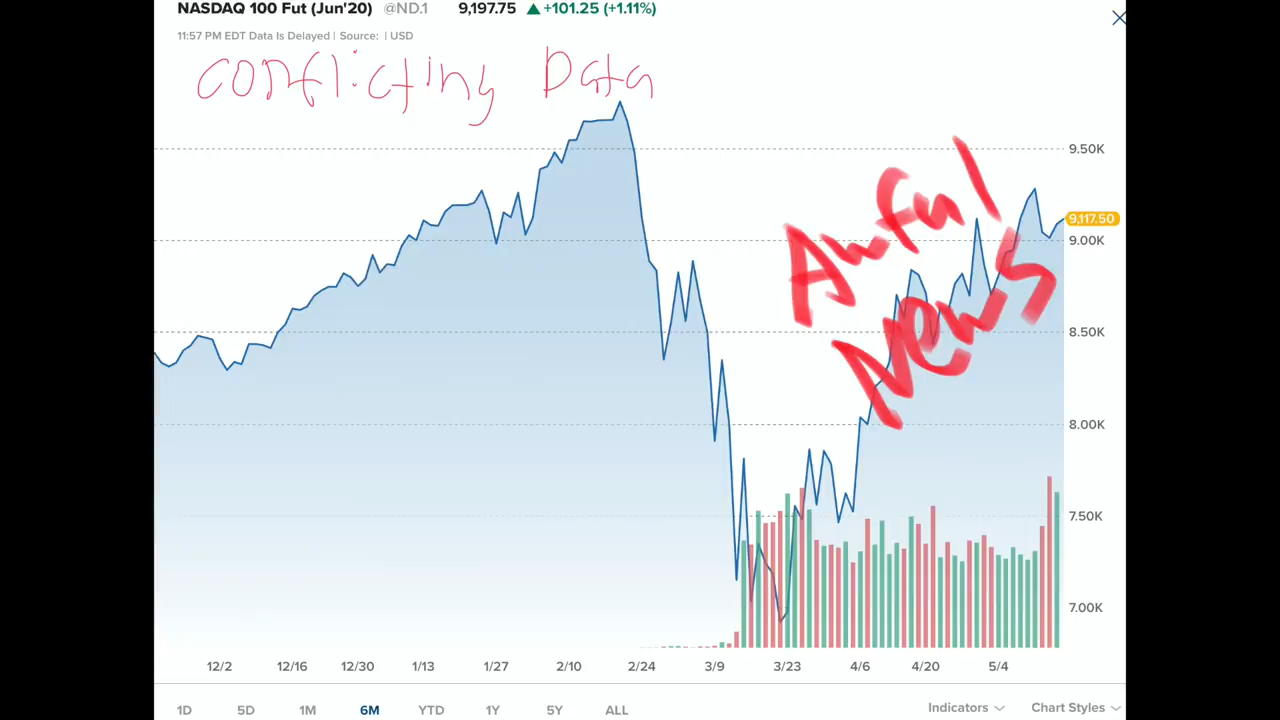 NASDAQ 100 Fut (Jun'20) @ND.1 9,197.75 ▲ +101.25 (+1.11%)
11:57 PM EDT Data Is Delayed | Source: | USD
conflicting Data
9.50K
Awful
9,117.50
9.00K
News
8.50K
8.00K
7.50K
7.00K
12/2 12/16 12/30 1/13 1/27 2/10 2/24 3/9 3/23 4/6 4/20 5/4
1D 5D 1M 6M YTD 1Y 5Y ALL Indicators Chart Styles